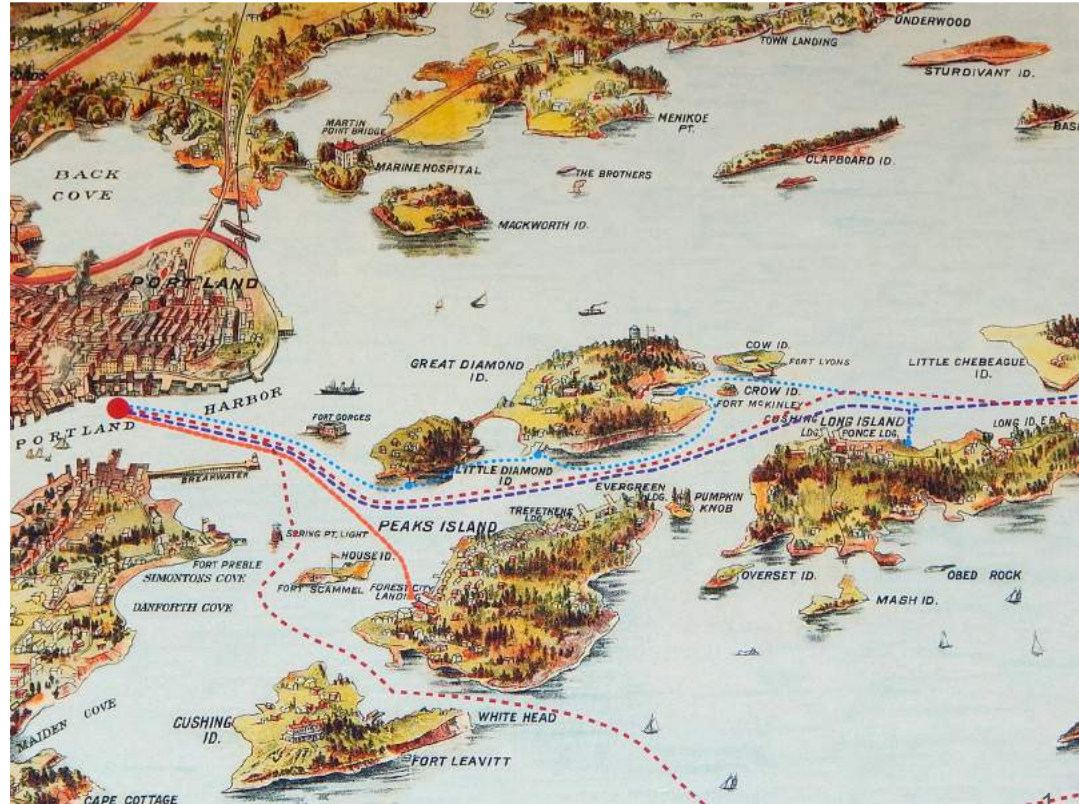 UNDERWOOD
TOWN LANDING
STURDIVANT ID.
MENIKOE
PT.
MARTIN
POINT BRIDGE
MARINE HOSPITAL
THE BROTHERS
CLAPBOARD ID.
BACK
COVE
MACKWORTH ID.
PORTLAND
GREAT DIAMOND
ID.
COW ID.
FORT LYONS
LITTLE CHEBEAGUE
ID.
CROW ID.
FORT MCKINLEY
HARBOR
PORTLAND
FORT GORGES
CUSHING
LDG.
LONG ISLAND
PONCE LDG.
LONG ID. E.
LITTLE DIAMOND
ID
BREAKWATER
EVERGREEN
LDG.
PUMPKIN
KNOB
TREFETHENS
LDG.
PEAKS ISLAND
SPRING PT. LIGHT
HOUSE ID.
FORT PREBLE
SIMONTONS COVE
FORT SCAMMEL
FOREST CITY
LANDING
OVERSET ID.
OBED ROCK
MASH ID.
DANFORTH COVE
CUSHING
ID.
WHITE HEAD
FORT LEAVITT
MAIDEN COVE
CAPE COTTAGE